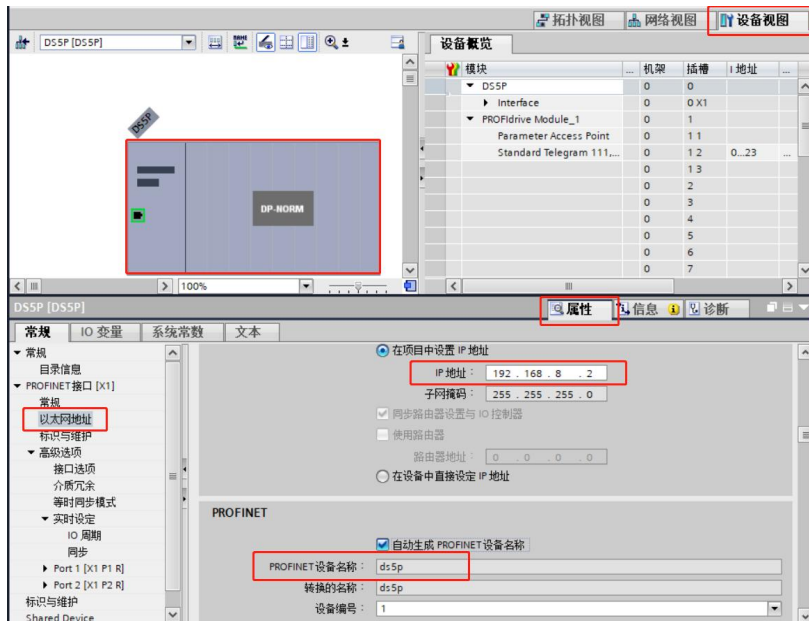 拓扑视图 网络视图 设备视图
DS5P [DS5P] 设备概览
模块 ... 机架 插槽 I 地址 ...
DS5P 0 0
Interface 0 0 X1
PROFIdrive Module_1 0 1
Parameter Access Point 0 1 1
Standard Telegram 111,... 0 1 2 0...23 ...
0 1 3
0 2
0 3
0 4
0 5
0 6
0 7
DS5P
DP-NORM
100%
DS5P [DS5P] 属性 信息 诊断
常规 IO 变量 系统常数 文本
常规
目录信息
PROFINET接口 [X1]
常规
以太网地址
标识与维护
高级选项
接口选项
介质冗余
等时同步模式
实时设定
IO 周期
同步
Port 1 [X1 P1 R]
Port 2 [X1 P2 R]
标识与维护
Shared Device
在项目中设置 IP 地址
IP 地址： 192 . 168 . 8 . 2
子网掩码： 255 . 255 . 255 . 0
同步路由器设置与 IO 控制器
使用路由器
路由器地址： 0 . 0 . 0 . 0
在设备中直接设定 IP 地址
PROFINET
自动生成 PROFINET 设备名称
PROFINET设备名称： ds5p
转换的名称： ds5p
设备编号： 1